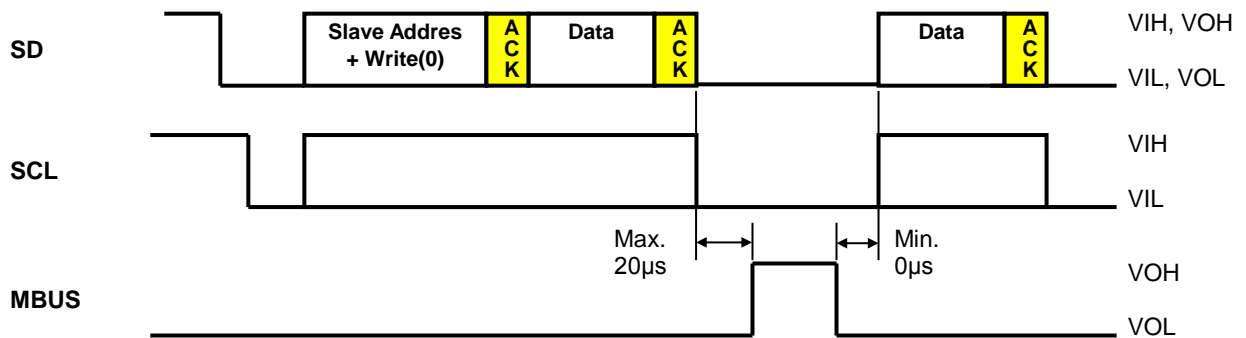 SD
Slave Addres
+ Write(0)
A
C
K
Data
A
C
K
Data
A
C
K
VIH, VOH
VIL, VOL
SCL
VIH
VIL
Max.
20µs
Min.
0µs
MBUS
VOH
VOL